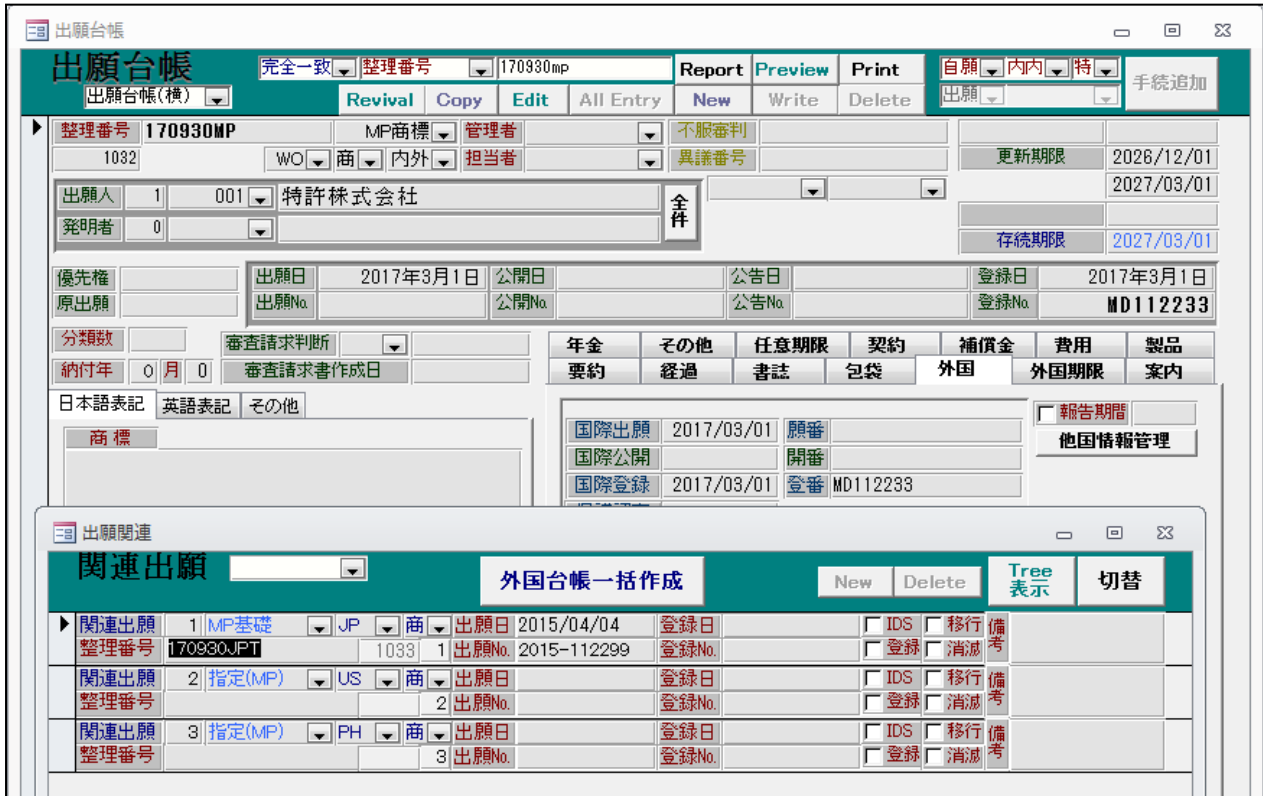 出願台帳
出願台帳 完全一致 整理番号 170930mp Report Preview Print 自願 内内 特 手続追加
出願台帳(横) Revival Copy Edit All Entry New Write Delete 出願
整理番号 170930MP MP商標 管理者 不服審判
1032 WO 商 内外 担当者 異議番号 更新期限 2026/12/01
2027/03/01
出願人 1 001 特許株式会社 全件
発明者 0 存続期限 2027/03/01
優先権 出願日 2017年3月1日 公開日 公告日 登録日 2017年3月1日
原出願 出願No. 公開No. 公告No. 登録No. MD112233
分類数 審査請求判断 年金 その他 任意期限 契約 補償金 費用 製品
納付年 0 月 0 審査請求書作成日 要約 経過 書誌 包袋 外国 外国期限 案内
日本語表記 英語表記 その他 報告期間
商標 国際出願 2017/03/01 願番 他国情報管理
国際公開 開番
国際登録 2017/03/01 登番 MD112233
出願関連
関連出願 外国台帳一括作成 New Delete Tree表示 切替
関連出願 1 MP基礎 JP 商 出願日 2015/04/04 登録日 IDS 移行 備考
整理番号 170930JPT 1033 1 出願No. 2015-112299 登録No. 登録 消滅
関連出願 2 指定(MP) US 商 出願日 登録日 IDS 移行 備考
整理番号 2 出願No. 登録No. 登録 消滅
関連出願 3 指定(MP) PH 商 出願日 登録日 IDS 移行 備考
整理番号 3 出願No. 登録No. 登録 消滅